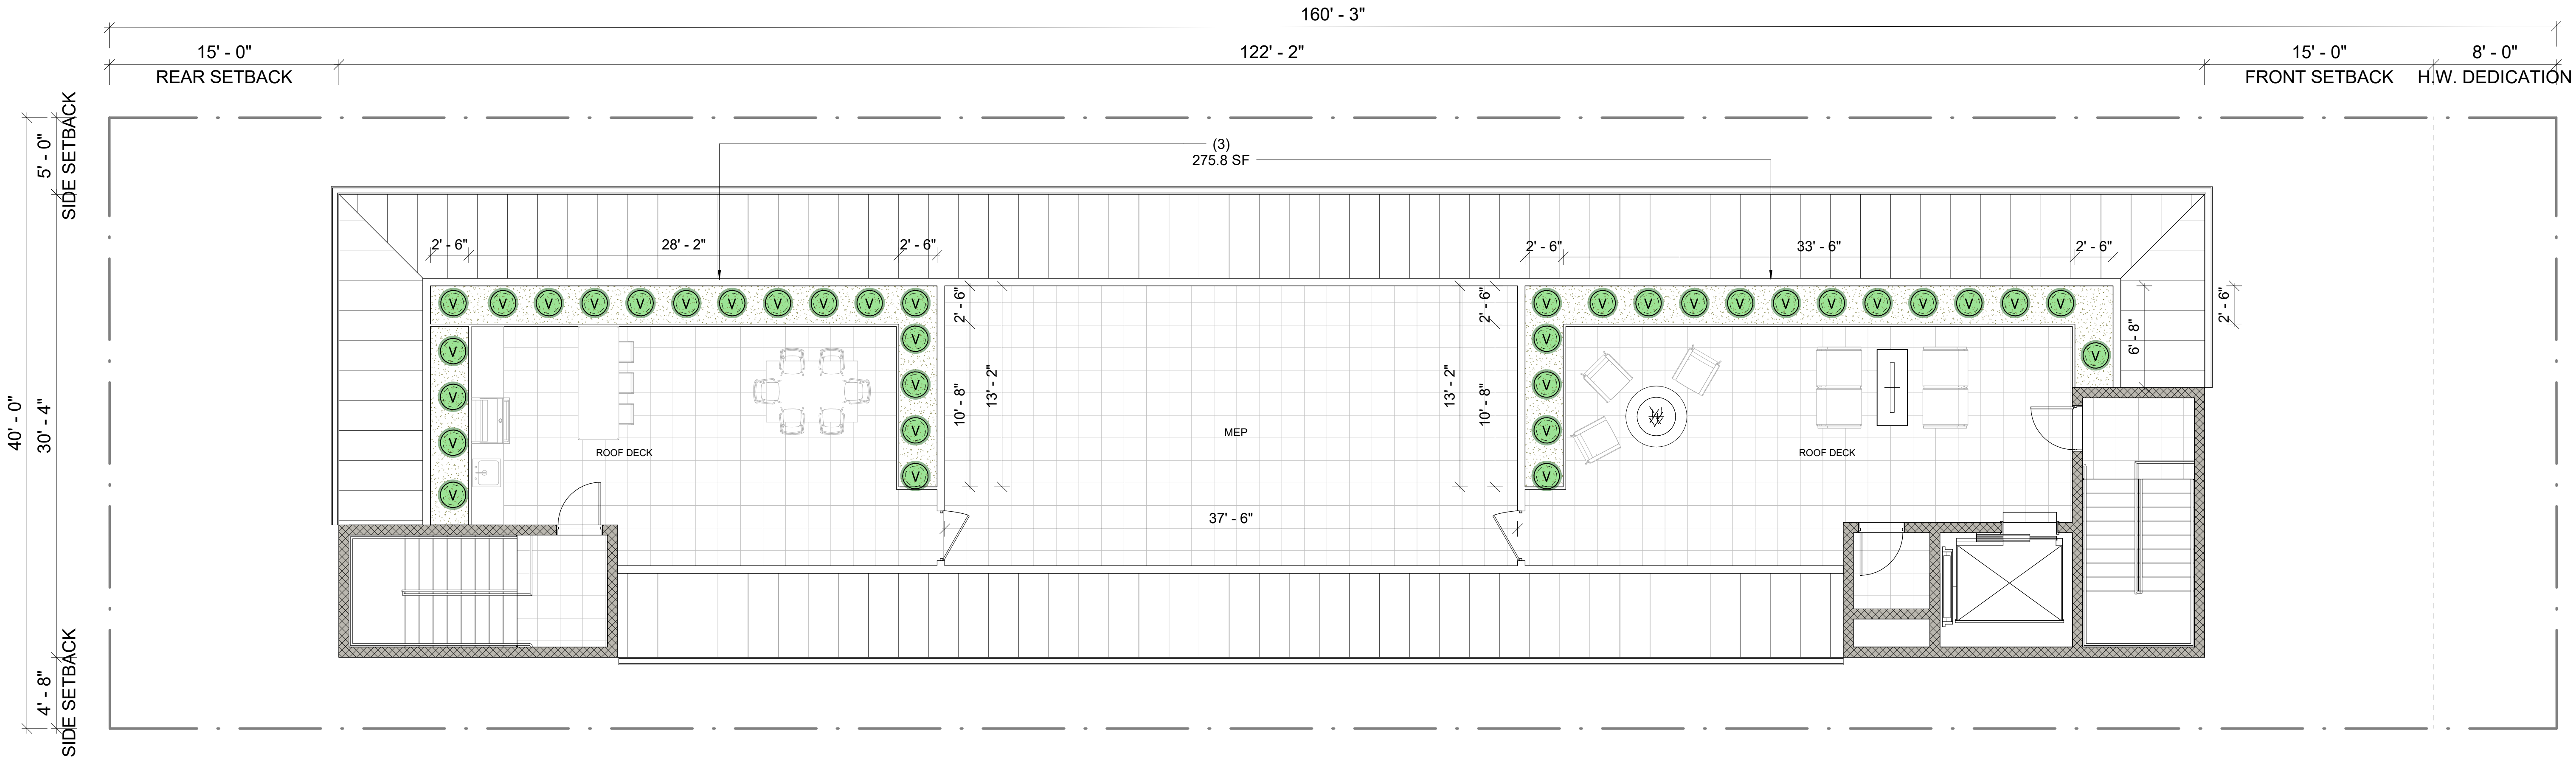 160' - 3"
15' - 0"
122' - 2"
15' - 0"
8' - 0"
REAR SETBACK
FRONT SETBACK
H.W. DEDICATION
5' - 0"
SIDE SETBACK
(3)
275.8 SF
2' - 6"
28' - 2"
2' - 6"
2' - 6"
33' - 6"
2' - 6"
V V V V V V V V V V
V V V V V V V V V V V V
2' - 6"
2' - 6"
2' - 6"
6' - 8"
V V V V
V V V V
V V V V
V
10' - 8"
13' - 2"
13' - 2"
10' - 8"
40' - 0"
30' - 4"
MEP
ROOF DECK
ROOF DECK
37' - 6"
4' - 8"
SIDE SETBACK